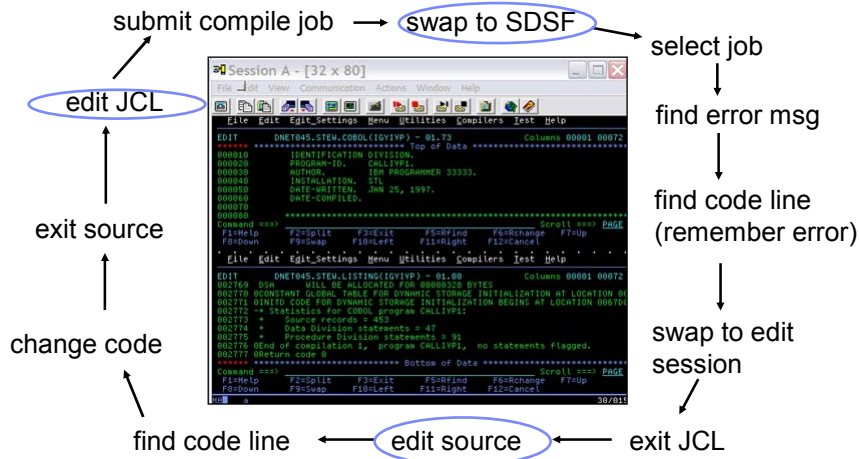 submit compile job
swap to SDSF
select job
find error msg
find code line
(remember error)
swap to edit
session
exit JCL
edit source
find code line
change code
exit source
edit JCL
Session A - [32 x 80]
File Edit View Communication Actions Window Help
File Edit Edit_Settings Menu Utilities Compilers Test Help
EDIT DNET045.STEW.COBOL(IGYIYP) - 01.73 Columns 00001 00072
****** *************************** Top of Data ****************************
000010 IDENTIFICATION DIVISION.
000020 PROGRAM-ID. CALLIYP1.
000030 AUTHOR. IBM PROGRAMMER 33333.
000040 INSTALLATION. STL
000050 DATE-WRITTEN. JAN 25, 1997.
000060 DATE-COMPILED.
000070
000080 ************************************************
Command ===> Scroll ===> PAGE
F1=Help F2=Split F3=Exit F5=Rfind F6=Rchange F7=Up
F8=Down F9=Swap F10=Left F11=Right F12=Cancel
File Edit Edit_Settings Menu Utilities Compilers Test Help
EDIT DNET045.STEW.LISTING(IGYIYP) - 01.00 Columns 00001 00072
002769 DSA WILL BE ALLOCATED FOR 00000328 BYTES
002770 0CONSTANT GLOBAL TABLE FOR DYNAMIC STORAGE INITIALIZATION AT LOCATION 00
002771 0INITD CODE FOR DYNAMIC STORAGE INITIALIZATION BEGINS AT LOCATION 0067D0
002772 -* Statistics for COBOL program CALLIYP1:
002773 * Source records = 453
002774 * Data Division statements = 47
002775 * Procedure Division statements = 91
002776 0End of compilation 1, program CALLIYP1, no statements flagged.
002777 0Return code 0
****** ************************** Bottom of Data **************************
Command ===> Scroll ===> PAGE
F1=Help F2=Split F3=Exit F5=Rfind F6=Rchange F7=Up
F8=Down F9=Swap F10=Left F11=Right F12=Cancel
MA a 30/015